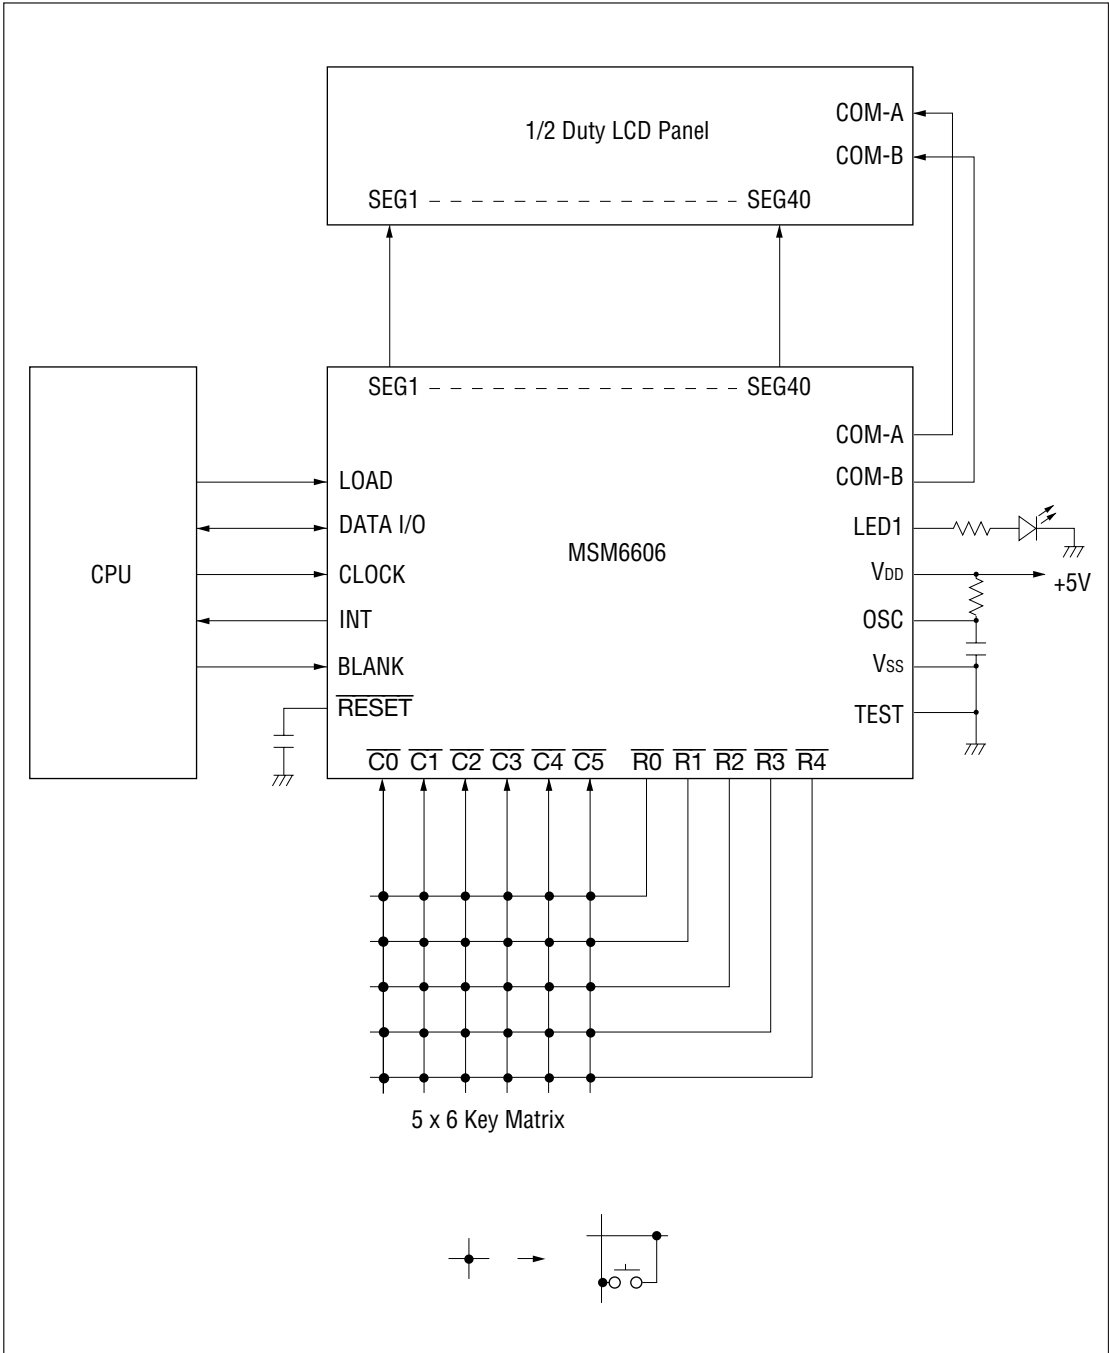 1/2 Duty LCD Panel
COM-A
COM-B
SEG1 SEG40
SEG1 SEG40
COM-A
COM-B
LED1
VDD
+5V
OSC
VSS
TEST
CPU
LOAD
DATA I/O
CLOCK
INT
BLANK
RESET
MSM6606
C0 C1 C2 C3 C4 C5 R0 R1 R2 R3 R4
5 x 6 Key Matrix